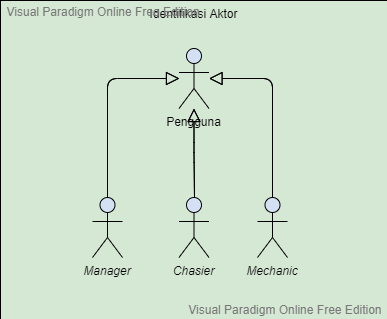 Visual Paradigm Online Free Edition
Identifikasi Aktor
Pengguna
Manager
Chasier
Mechanic
Visual Paradigm Online Free Edition